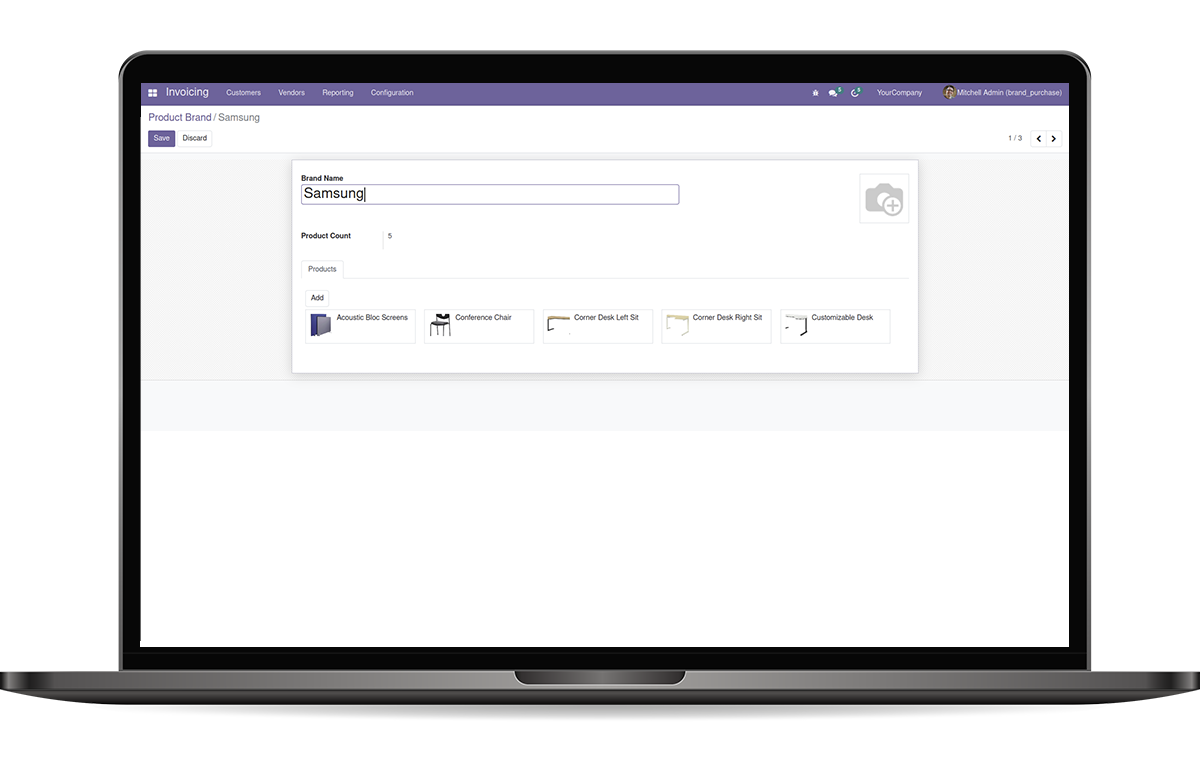 Invoicing Customers Vendors Reporting Configuration 5 5 YourCompany Mitchell Admin (brand_purchase)
Product Brand / Samsung
Save Discard 1 / 3
Brand Name
Samsung
Product Count 5
Products
Add
Acoustic Bloc Screens Conference Chair Corner Desk Left Sit Corner Desk Right Sit Customizable Desk